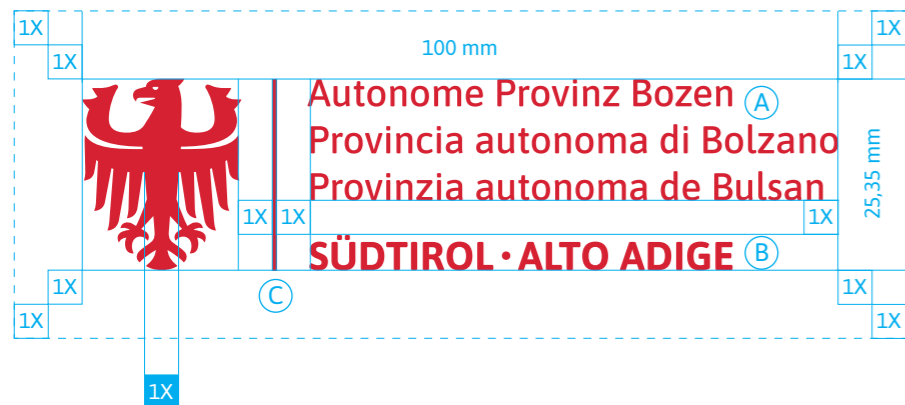 1X 1X
1X 100 mm 1X
Autonome Provinz Bozen A
Provincia autonoma di Bolzano
Provinzia autonoma de Bulsan
25,35 mm
1X 1X 1X
SÜDTIROL · ALTO ADIGE B
1X C 1X
1X 1X
1X